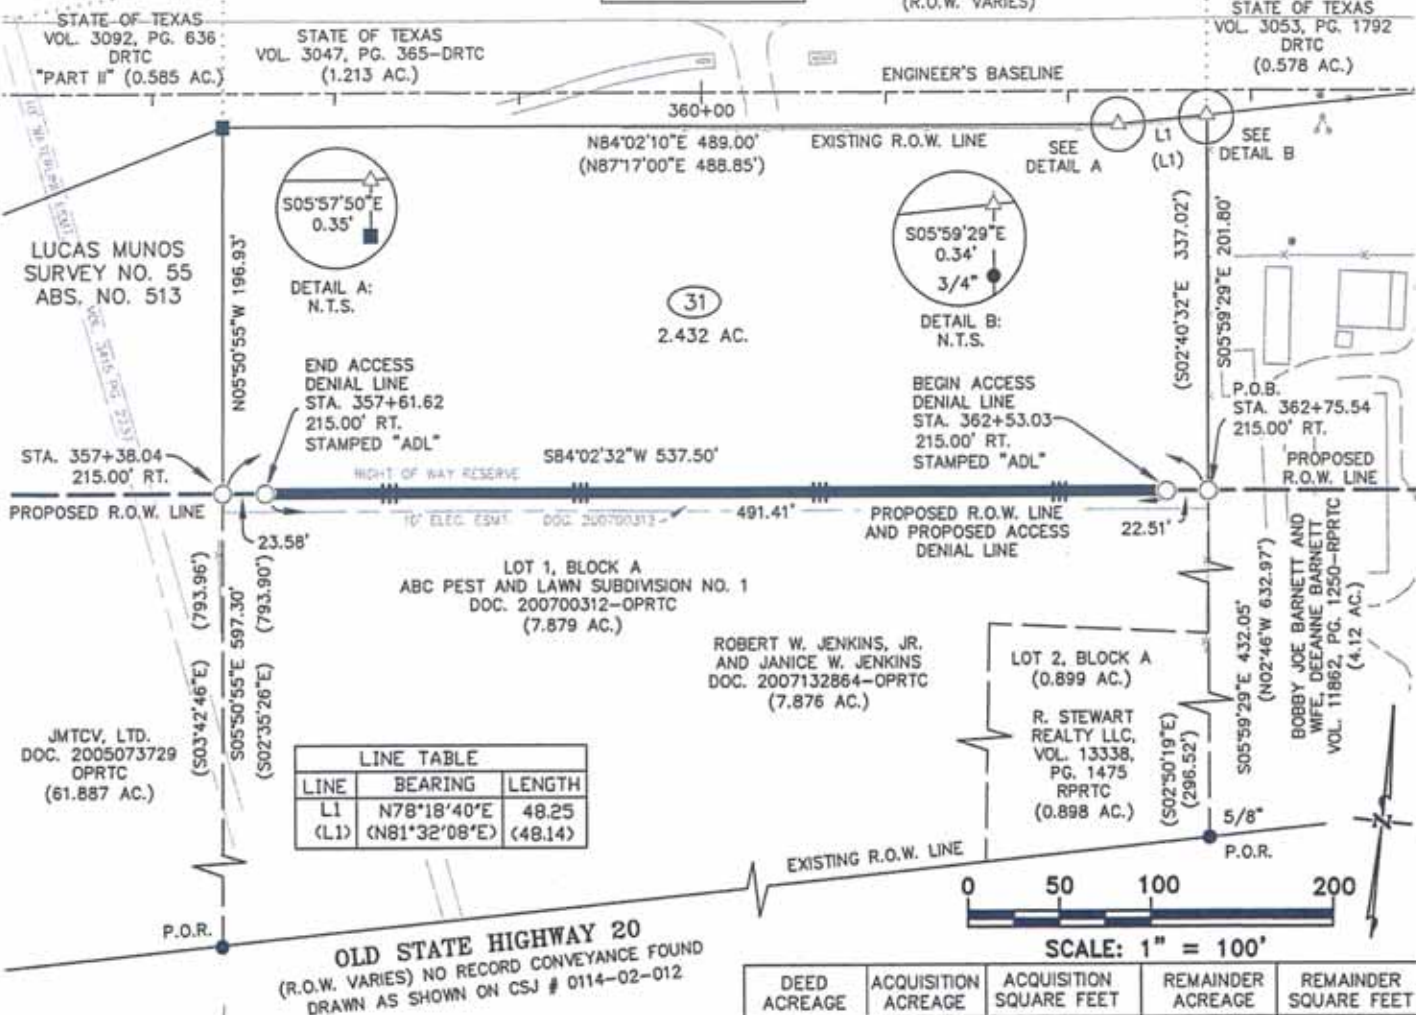 (R.O.W. VARIES)
STATE OF TEXAS
VOL. 3092, PG. 636
DRTC
"PART II" (0.585 AC.)
STATE OF TEXAS
VOL. 3047, PG. 365-DRTC
(1.213 AC.)
STATE OF TEXAS
VOL. 3053, PG. 1792
DRTC
(0.578 AC.)
ENGINEER'S BASELINE
360+00
N84°02'10"E 489.00'
(N87°17'00"E 488.85')
EXISTING R.O.W. LINE
SEE
DETAIL A
L1
(L1)
SEE
DETAIL B
S05°57'50"E
0.35'
DETAIL A:
N.T.S.
S05°59'29"E
0.34'
3/4"
DETAIL B:
N.T.S.
LUCAS MUNOS
SURVEY NO. 55
ABS. NO. 513
N05°50'55"W 196.93'
31
2.432 AC.
(S02°40'32"E 337.02')
S05°59'29"E 201.80'
END ACCESS
DENIAL LINE
STA. 357+61.62
215.00' RT.
STAMPED "ADL"
BEGIN ACCESS
DENIAL LINE
STA. 362+53.03
215.00' RT.
STAMPED "ADL"
P.O.B.
STA. 362+75.54
215.00' RT.
STA. 357+38.04
215.00' RT.
PROPOSED R.O.W. LINE
RIGHT OF WAY RESERVE
S84°02'32"W 537.50'
PROPOSED
R.O.W. LINE
10' ELEC. ESMT.
DOC. 200700312
491.41'
PROPOSED R.O.W. LINE
AND PROPOSED ACCESS
DENIAL LINE
22.51'
23.58'
LOT 1, BLOCK A
ABC PEST AND LAWN SUBDIVISION NO. 1
DOC. 200700312-OPRTC
(7.879 AC.)
(S03°42'46"E) (793.96')
S05°50'55"E 597.30'
(S02°35'26"E) (793.90')
ROBERT W. JENKINS, JR.
AND JANICE W. JENKINS
DOC. 2007132864-OPRTC
(7.876 AC.)
LOT 2, BLOCK A
(0.899 AC.)
R. STEWART
REALTY LLC,
VOL. 13338,
PG. 1475
RPRTC
(0.898 AC.)
(S02°50'19"E)
(296.52')
S05°59'29"E 432.05'
(N02°46'W 632.97')
BOBBY JOE BARNETT AND
WIFE, DEEANNE BARNETT
VOL. 11862, PG. 1250-RPRTC
(4.12 AC.)
JMTCV, LTD.
DOC. 2005073729
OPRTC
(61.887 AC.)
LINE TABLE
LINE BEARING LENGTH
L1 N78°18'40"E 48.25
(L1) (N81°32'08"E) (48.14)
5/8"
P.O.R.
N
EXISTING R.O.W. LINE
P.O.R.
OLD STATE HIGHWAY 20
(R.O.W. VARIES) NO RECORD CONVEYANCE FOUND
DRAWN AS SHOWN ON CSJ # 0114-02-012
0 50 100 200
SCALE: 1" = 100'
DEED
ACREAGE
ACQUISITION
ACREAGE
ACQUISITION
SQUARE FEET
REMAINDER
ACREAGE
REMAINDER
SQUARE FEET